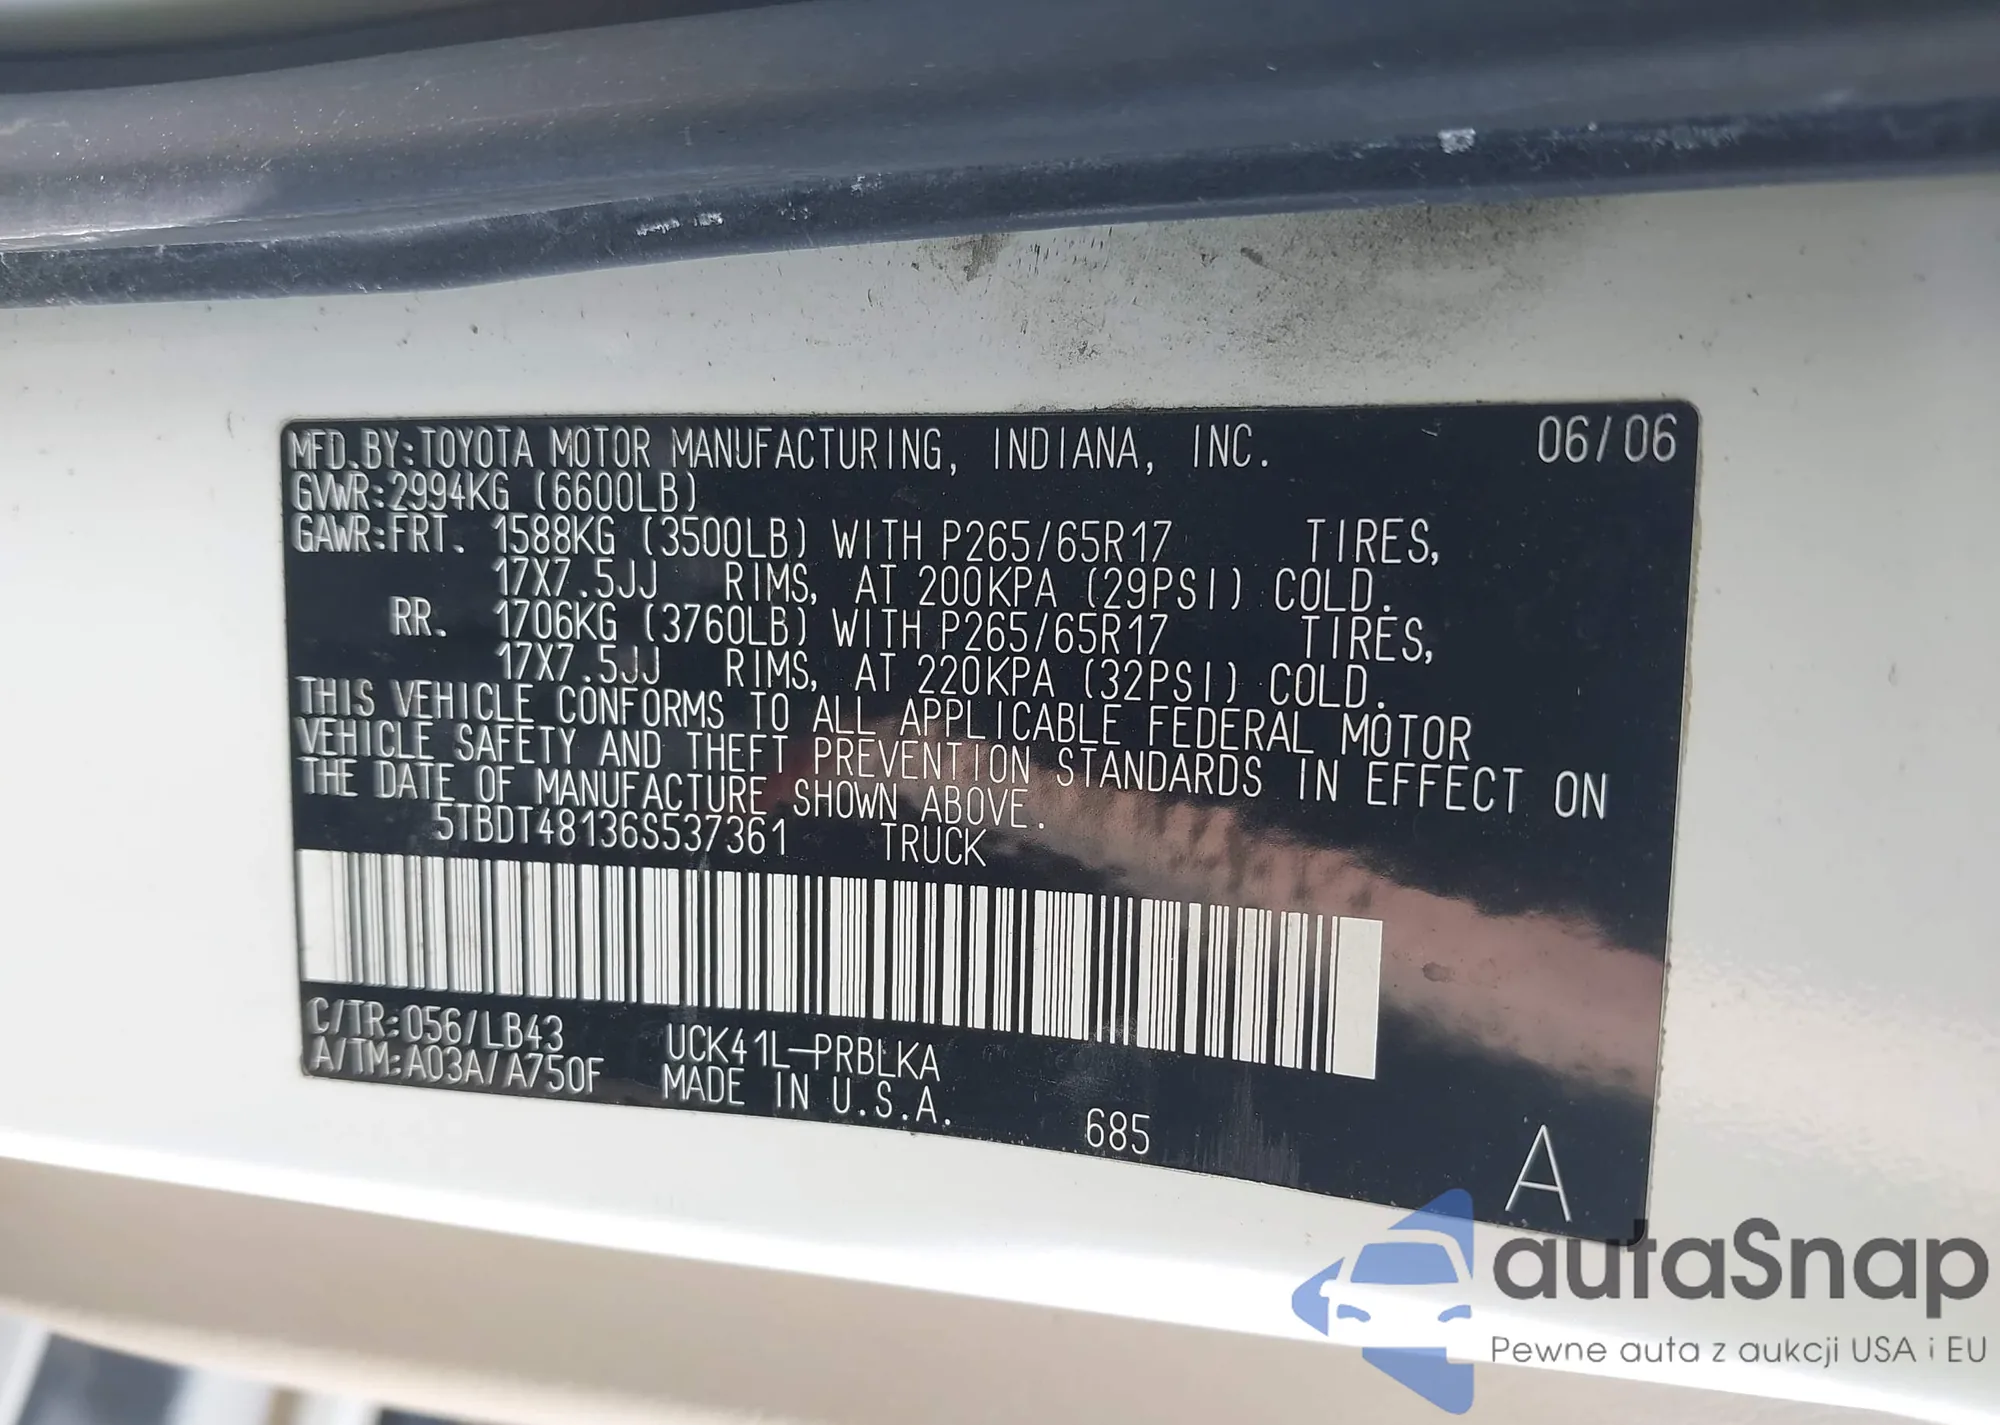 MFD.BY:TOYOTA MOTOR MANUFACTURING, INDIANA, INC. 06/06
GVWR:2994KG (6600LB)
GAWR:FRT. 1588KG (3500LB) WITH P265/65R17 TIRES,
17X7.5JJ RIMS, AT 200KPA (29PSI) COLD.
RR. 1706KG (3760LB) WITH P265/65R17 TIRES,
17X7.5JJ RIMS, AT 220KPA (32PSI) COLD.
THIS VEHICLE CONFORMS TO ALL APPLICABLE FEDERAL MOTOR
VEHICLE SAFETY AND THEFT PREVENTION STANDARDS IN EFFECT ON
THE DATE OF MANUFACTURE SHOWN ABOVE.
5TBDT48136S537361 TRUCK
C/TR:056/LB43 UCK41L-PRBLKA
A/TM:A03A/A750F MADE IN U.S.A.
685
A
autaSnap
Pewne auta z aukcji USA i EU